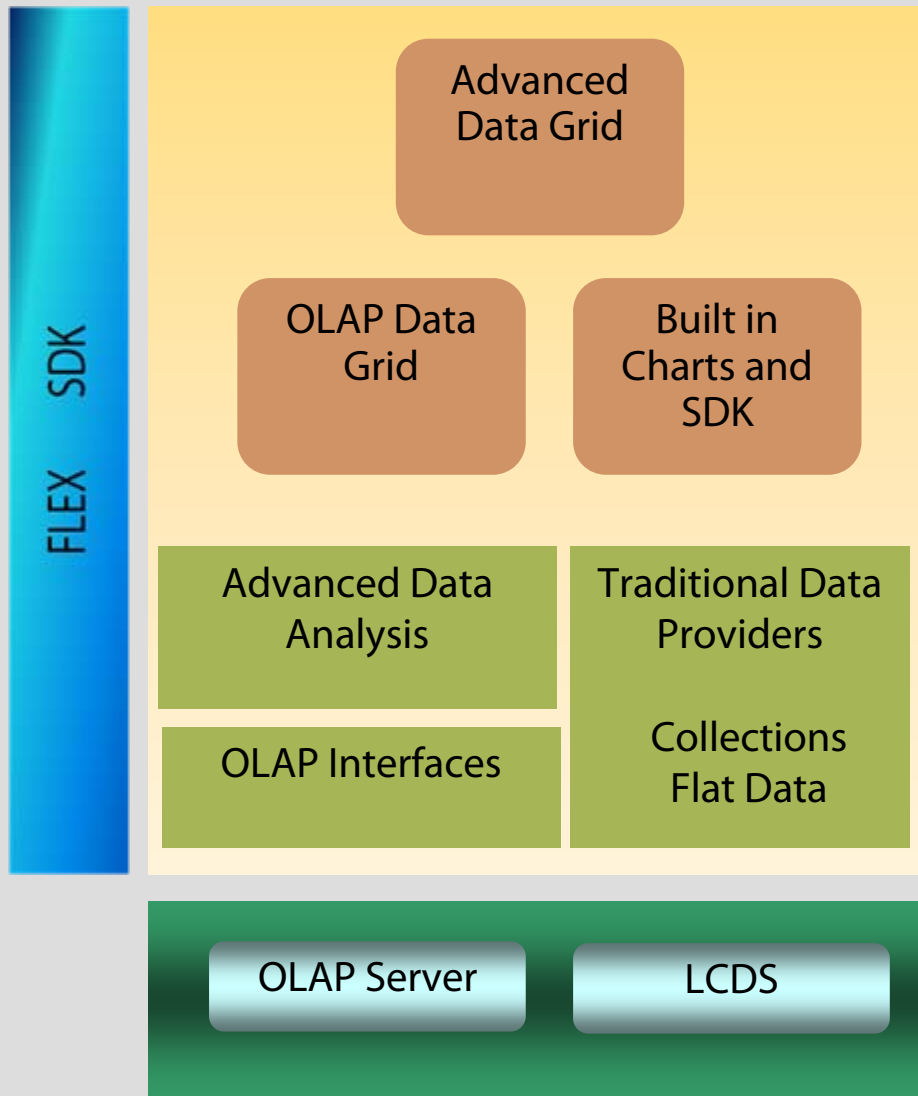 FLEX SDK
Advanced
Data Grid
OLAP Data
Grid
Built in
Charts and
SDK
Advanced Data
Analysis
OLAP Interfaces
Traditional Data
Providers
Collections
Flat Data
OLAP Server
LCDS